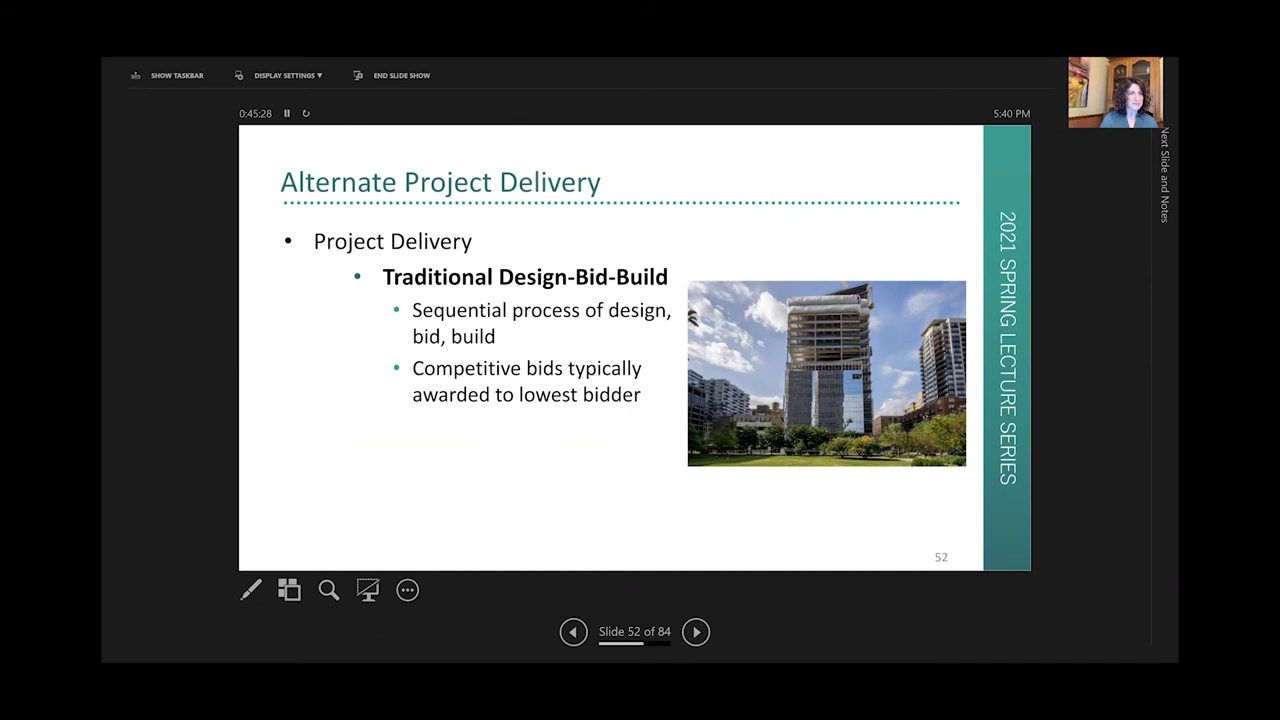 SHOW TASKBAR
DISPLAY SETTINGS ▼
END SLIDE SHOW
0:45:28
5:40 PM
Next Slide and Notes
Alternate Project Delivery
• Project Delivery
• Traditional Design-Bid-Build
• Sequential process of design,
bid, build
• Competitive bids typically
awarded to lowest bidder
2021 SPRING LECTURE SERIES
52
Slide 52 of 84